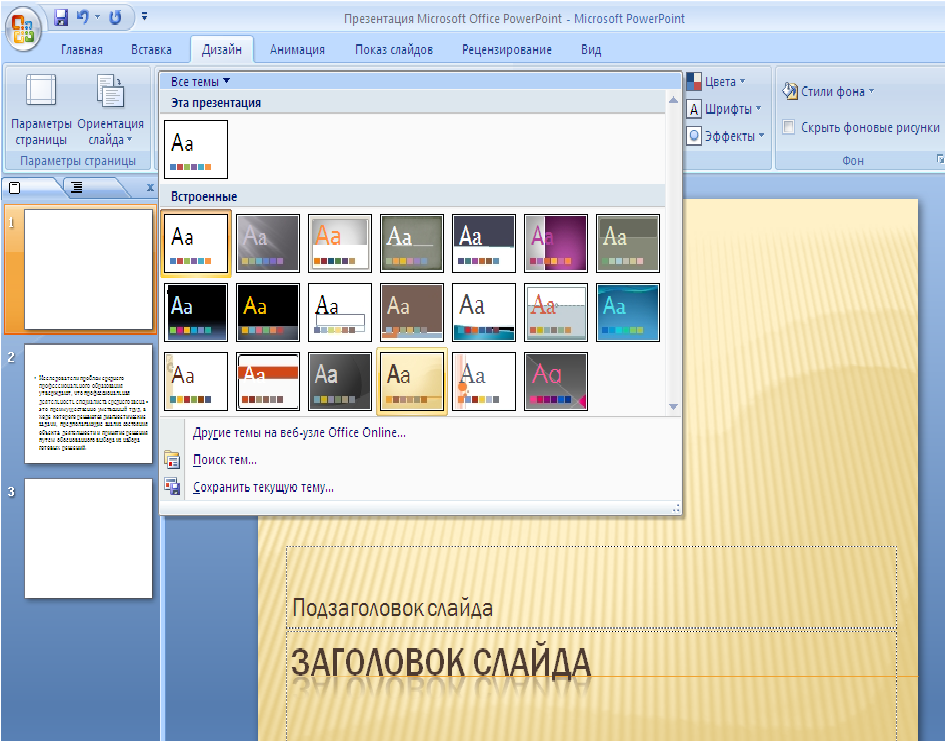 Презентация Microsoft Office PowerPoint - Microsoft PowerPoint
Главная Вставка Дизайн Анимация Показ слайдов Рецензирование Вид
Параметры страницы
Ориентация слайда
Параметры страницы
Все темы
Эта презентация
Aa
Встроенные
Aa Aa Aa Aa Aa Aa Aa
Aa Aa Aa Aa Aa Aa Aa
Aa Aa Aa Aa Aa Aa
Другие темы на веб-узле Office Online...
Поиск тем...
Сохранить текущую тему...
Цвета
Шрифты
Эффекты
Стили фона
Скрыть фоновые рисунки
Фон
x
1
2
профессионального образования
3
Подзаголовок слайда
ЗАГОЛОВОК СЛАЙДА